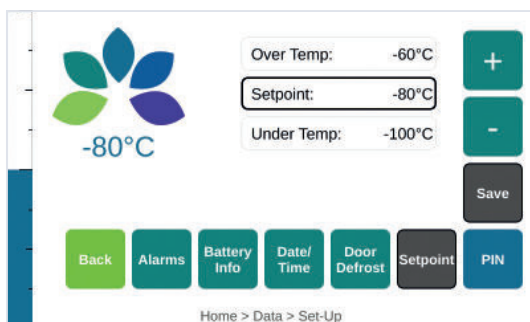 Over Temp: -60°C
+
Setpoint: -80°C
-80°C
Under Temp: -100°C
-
Save
Back
Alarms
Battery
Info
Date/
Time
Door
Defrost
Setpoint
PIN
Home > Data > Set-Up